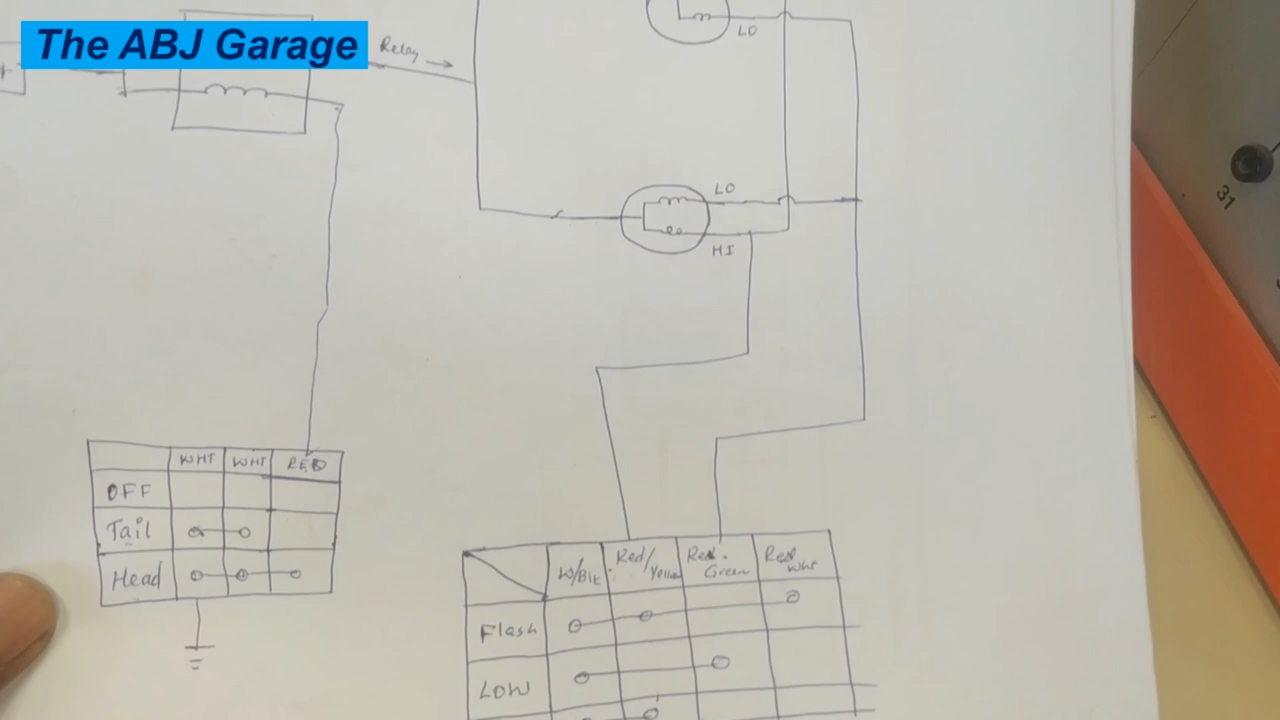 The ABJ Garage
+
Relay →
LO
LO
HI
31
WHT WHT RED
OFF
Tail
Head
W/Blk Red/Yellow Red. Green Red Wht
Flash
LOW